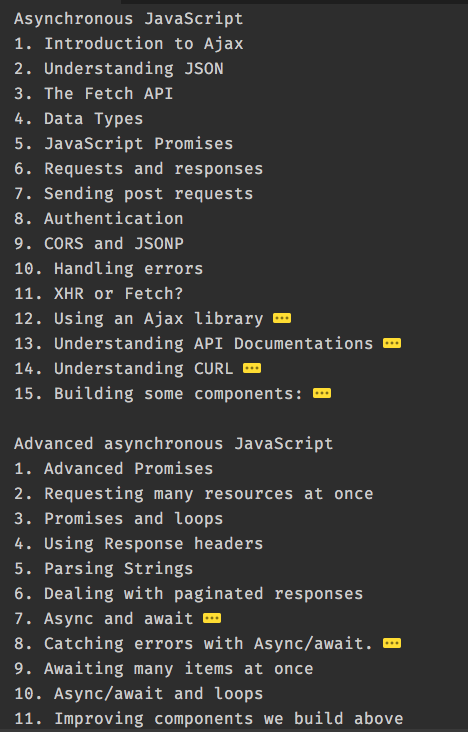 Asynchronous JavaScript
1. Introduction to Ajax
2. Understanding JSON
3. The Fetch API
4. Data Types
5. JavaScript Promises
6. Requests and responses
7. Sending post requests
8. Authentication
9. CORS and JSONP
10. Handling errors
11. XHR or Fetch?
12. Using an Ajax library
13. Understanding API Documentations
14. Understanding CURL
15. Building some components:
Advanced asynchronous JavaScript
1. Advanced Promises
2. Requesting many resources at once
3. Promises and loops
4. Using Response headers
5. Parsing Strings
6. Dealing with paginated responses
7. Async and await
8. Catching errors with Async/await.
9. Awaiting many items at once
10. Async/await and loops
11. Improving components we build above